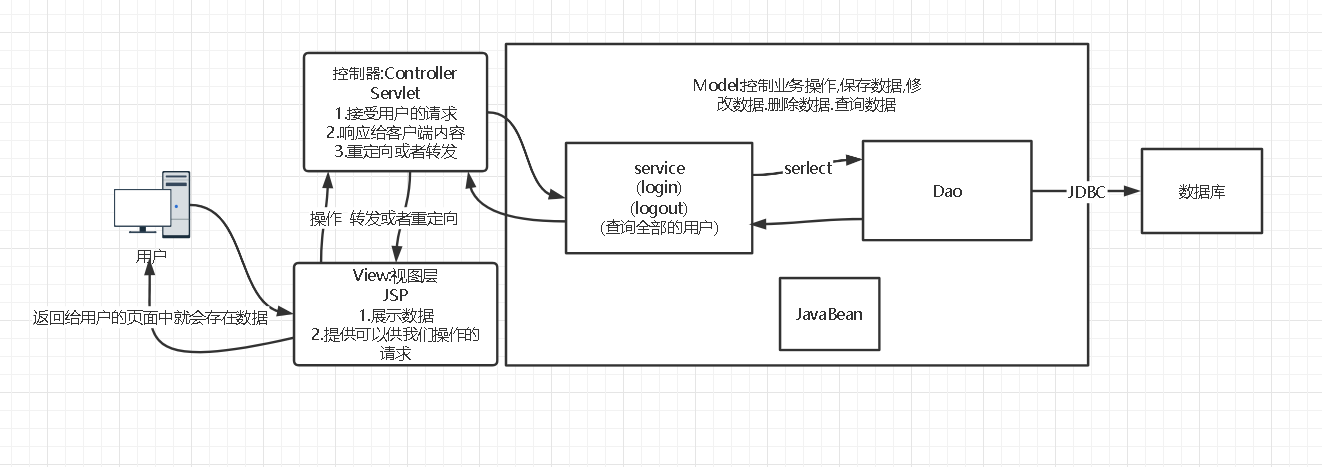 控制器:Controller
Servlet
1.接受用户的请求
2.响应给客户端内容
3.重定向或者转发
Model:控制业务操作,保存数据,修
改数据.删除数据.查询数据
service
(login)
(logout)
(查询全部的用户)
serlect
Dao
JDBC
数据库
操作
转发或者重定向
用户
View:视图层
JSP
1.展示数据
2.提供可以供我们操作的
请求
返回给用户的页面中就会存在数据
JavaBean